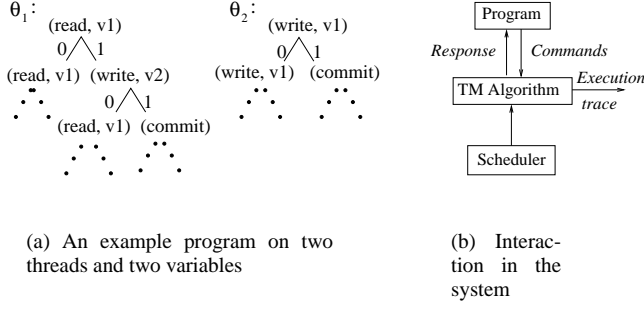 θ1:
(read, v1)
0 1
(read, v1) (write, v2)
0 1
(read, v1) (commit)
θ2:
(write, v1)
0 1
(write, v1) (commit)
Program
Response Commands
TM Algorithm Execution
trace
Scheduler
(a) An example program on two
threads and two variables
(b) Interac-
tion in the
system